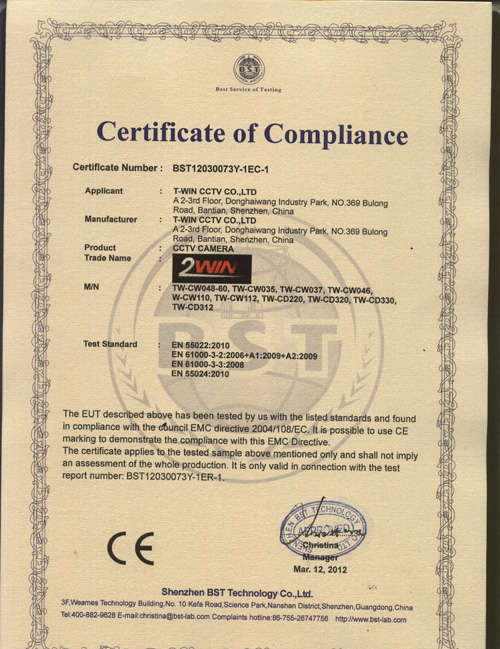 BST
Best Service of Testing
Certificate of Compliance
Certificate Number : BST12030073Y-1EC-1
Applicant : T-WIN CCTV CO.,LTD
A 2-3rd Floor, Donghaiwang Industry Park, NO.369 Bulong
Road, Bantian, Shenzhen, China
Manufacturer : T-WIN CCTV CO.,LTD
A 2-3rd Floor, Donghaiwang Industry Park, NO.369 Bulong
Road, Bantian, Shenzhen, China
Product : CCTV CAMERA
Trade Name : 2WIN
M/N : TW-CW048-60, TW-CW035, TW-CW037, TW-CW046,
W-CW110, TW-CW112, TW-CD220, TW-CD320, TW-CD330,
TW-CD312
BST
Test Standard : EN 55022:2010
EN 61000-3-2:2006+A1:2009+A2:2009
EN 61000-3-3:2008
EN 55024:2010
The EUT described above has been tested by us with the listed standards and found
in compliance with the council EMC directive 2004/108/EC. It is possible to use CE
marking to demonstrate the compliance with this EMC Directive.
The certificate applies to the tested sample above mentioned only and shall not imply
an assessment of the whole production. It is only valid in connection with the test
report number: BST12030073Y-1ER-1.
CE
SHENZHEN BST TECHNOLOGY CO.,LTD
APPROVED
Christina
Manager
Mar. 12, 2012
Shenzhen BST Technology Co.,Ltd.
3F,Weames Technology Building,No. 10 Kefa Road,Science Park,Nanshan District,Shenzhen,Guangdong,China
Tel:400-882-9628 E-mail:christina@bst-lab.com Complaints hotline:86-755-26747756 http://www.bst-lab.com